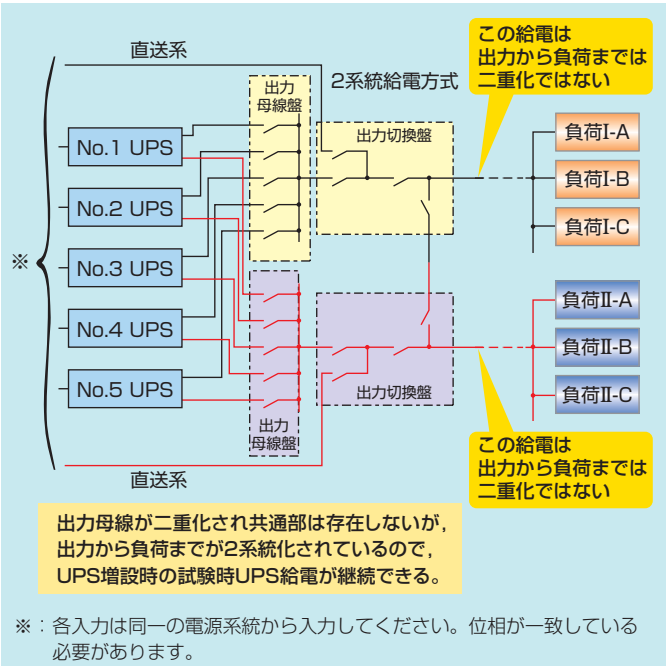 直送系
2系統給電方式
この給電は
出力から負荷までは
二重化ではない
出力
母線盤
出力切換盤
負荷Ⅰ-A
負荷Ⅰ-B
負荷Ⅰ-C
No.1 UPS
No.2 UPS
※
No.3 UPS
No.4 UPS
No.5 UPS
負荷Ⅱ-A
負荷Ⅱ-B
負荷Ⅱ-C
出力切換盤
出力
母線盤
直送系
この給電は
出力から負荷までは
二重化ではない
出力母線が二重化され共通部は存在しないが，
出力から負荷までが2系統化されているので，
UPS増設時の試験時UPS給電が継続できる。
※：各入力は同一の電源系統から入力してください。位相が一致している
必要があります。